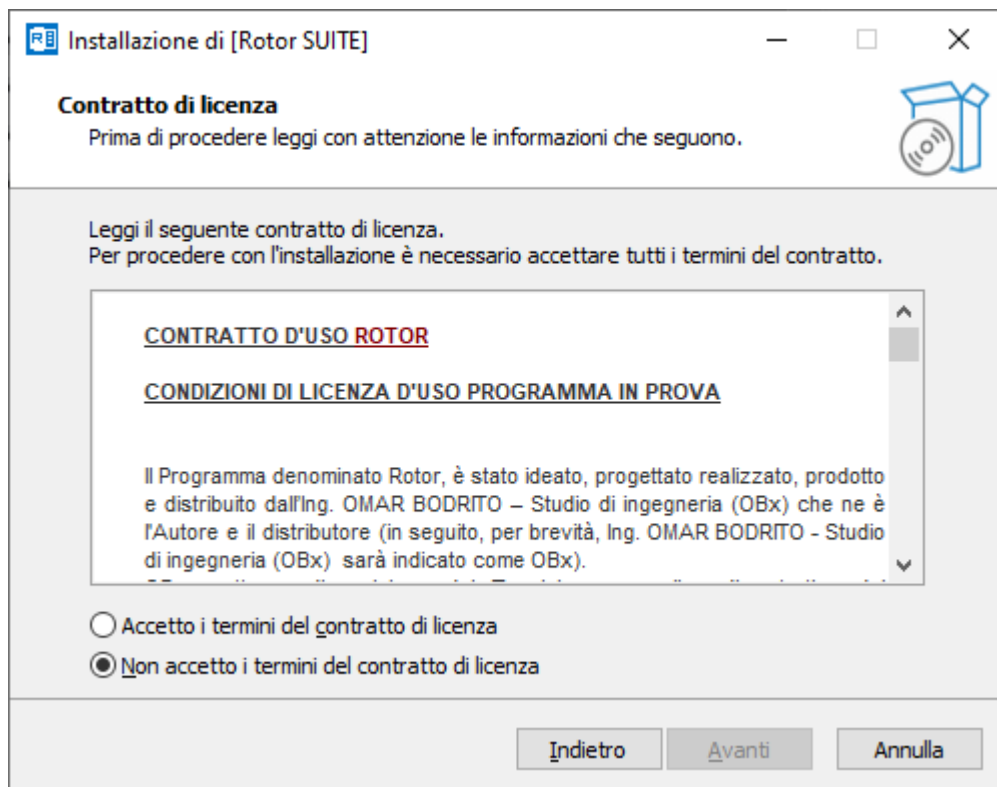 Installazione di [Rotor SUITE]
Contratto di licenza
Prima di procedere leggi con attenzione le informazioni che seguono.
Leggi il seguente contratto di licenza.
Per procedere con l'installazione è necessario accettare tutti i termini del contratto.
CONTRATTO D'USO ROTOR
CONDIZIONI DI LICENZA D'USO PROGRAMMA IN PROVA
Il Programma denominato Rotor, è stato ideato, progettato realizzato, prodotto
e distribuito dall'Ing. OMAR BODRITO – Studio di ingegneria (OBx) che ne è
l'Autore e il distributore (in seguito, per brevità, Ing. OMAR BODRITO - Studio
di ingegneria (OBx) sarà indicato come OBx).
Accetto i termini del contratto di licenza
Non accetto i termini del contratto di licenza
Indietro
Avanti
Annulla